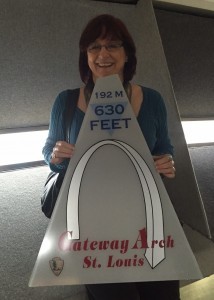 192 M
630
FEET
Gateway Arch
St. Louis